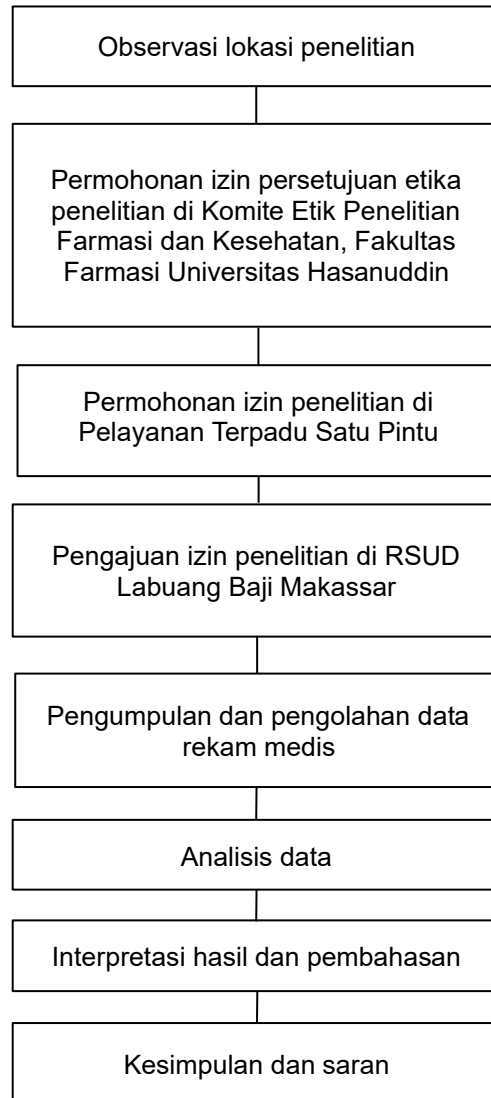 Observasi lokasi penelitian
Permohonan izin persetujuan etika
penelitian di Komite Etik Penelitian
Farmasi dan Kesehatan, Fakultas
Farmasi Universitas Hasanuddin
Permohonan izin penelitian di
Pelayanan Terpadu Satu Pintu
Pengajuan izin penelitian di RSUD
Labuang Baji Makassar
Pengumpulan dan pengolahan data
rekam medis
Analisis data
Interpretasi hasil dan pembahasan
Kesimpulan dan saran